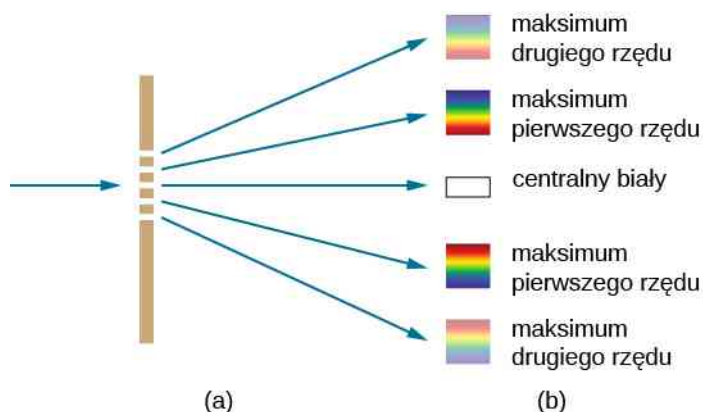 maksimum
drugiego rzędu
maksimum
pierwszego rzędu
centralny biały
maksimum
pierwszego rzędu
maksimum
drugiego rzędu
(a)
(b)